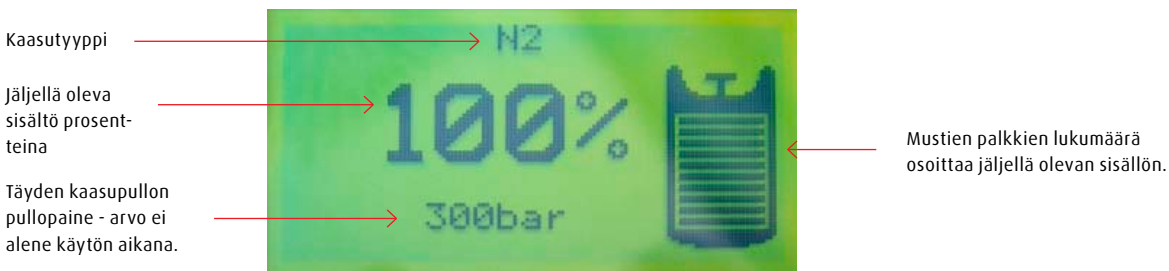 Kaasutyyppi
Jäljellä oleva
sisältö prosent-
teina
Täyden kaasupullon
pullopaine - arvo ei
alene käytön aikana.
N2
100%
300bar
Mustien palkkien lukumäärä
osoittaa jäljellä olevan sisällön.